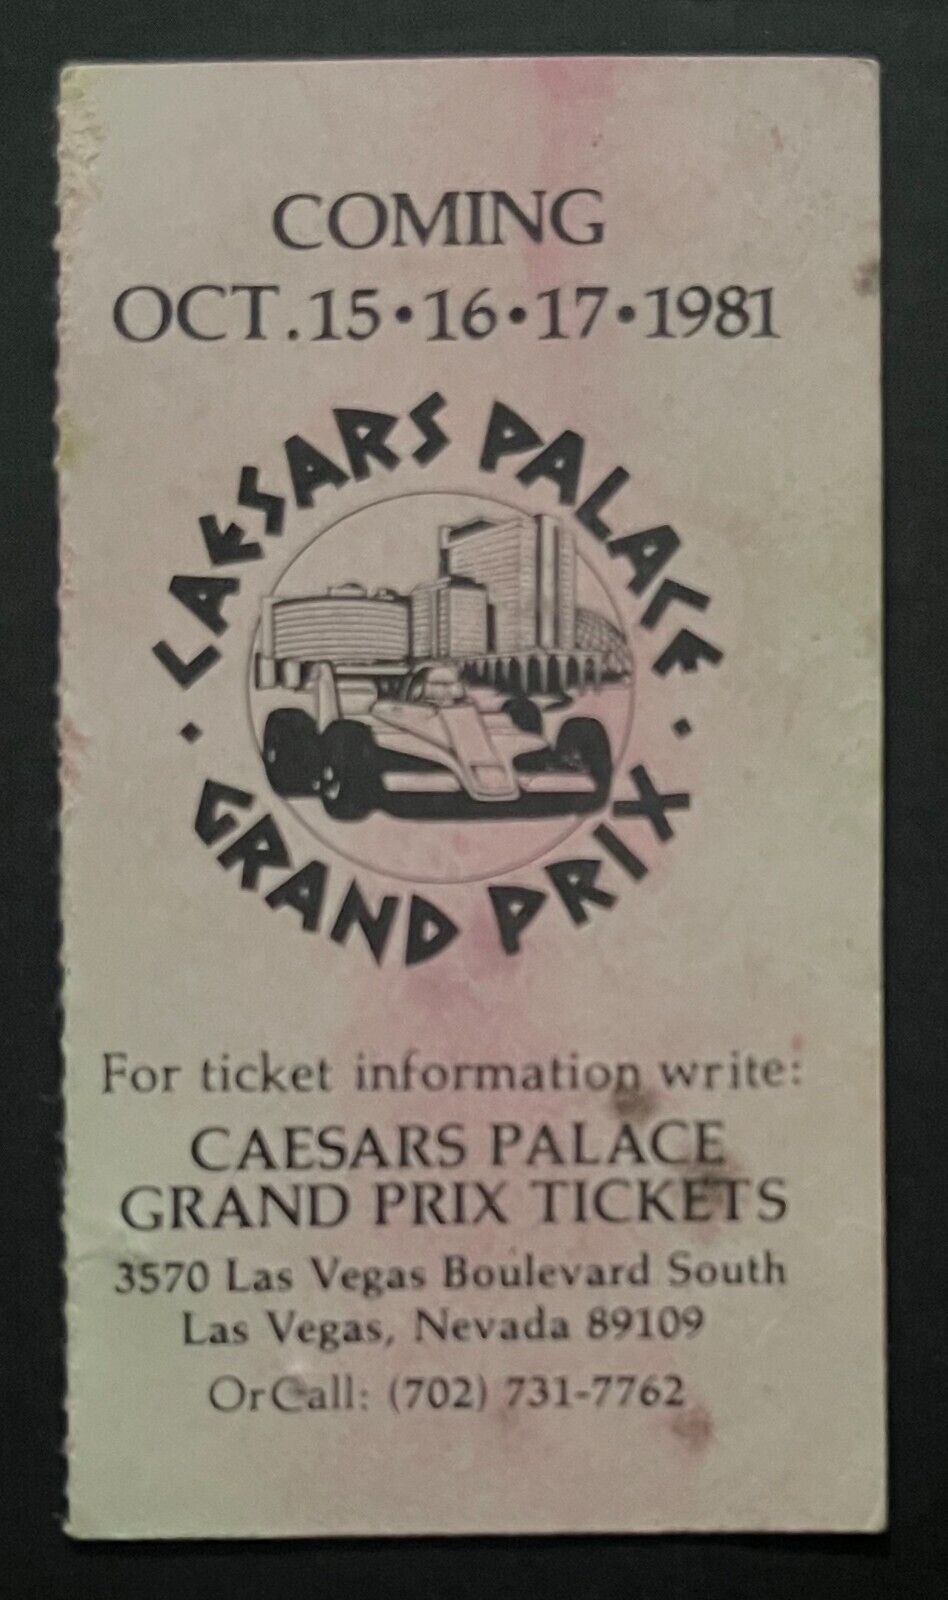 COMING
OCT. 15 • 16 • 17 • 1981
• CAESARS PALACE •
GRAND PRIX
For ticket information write:
CAESARS PALACE
GRAND PRIX TICKETS
3570 Las Vegas Boulevard South
Las Vegas, Nevada 89109
Or Call: (702) 731-7762